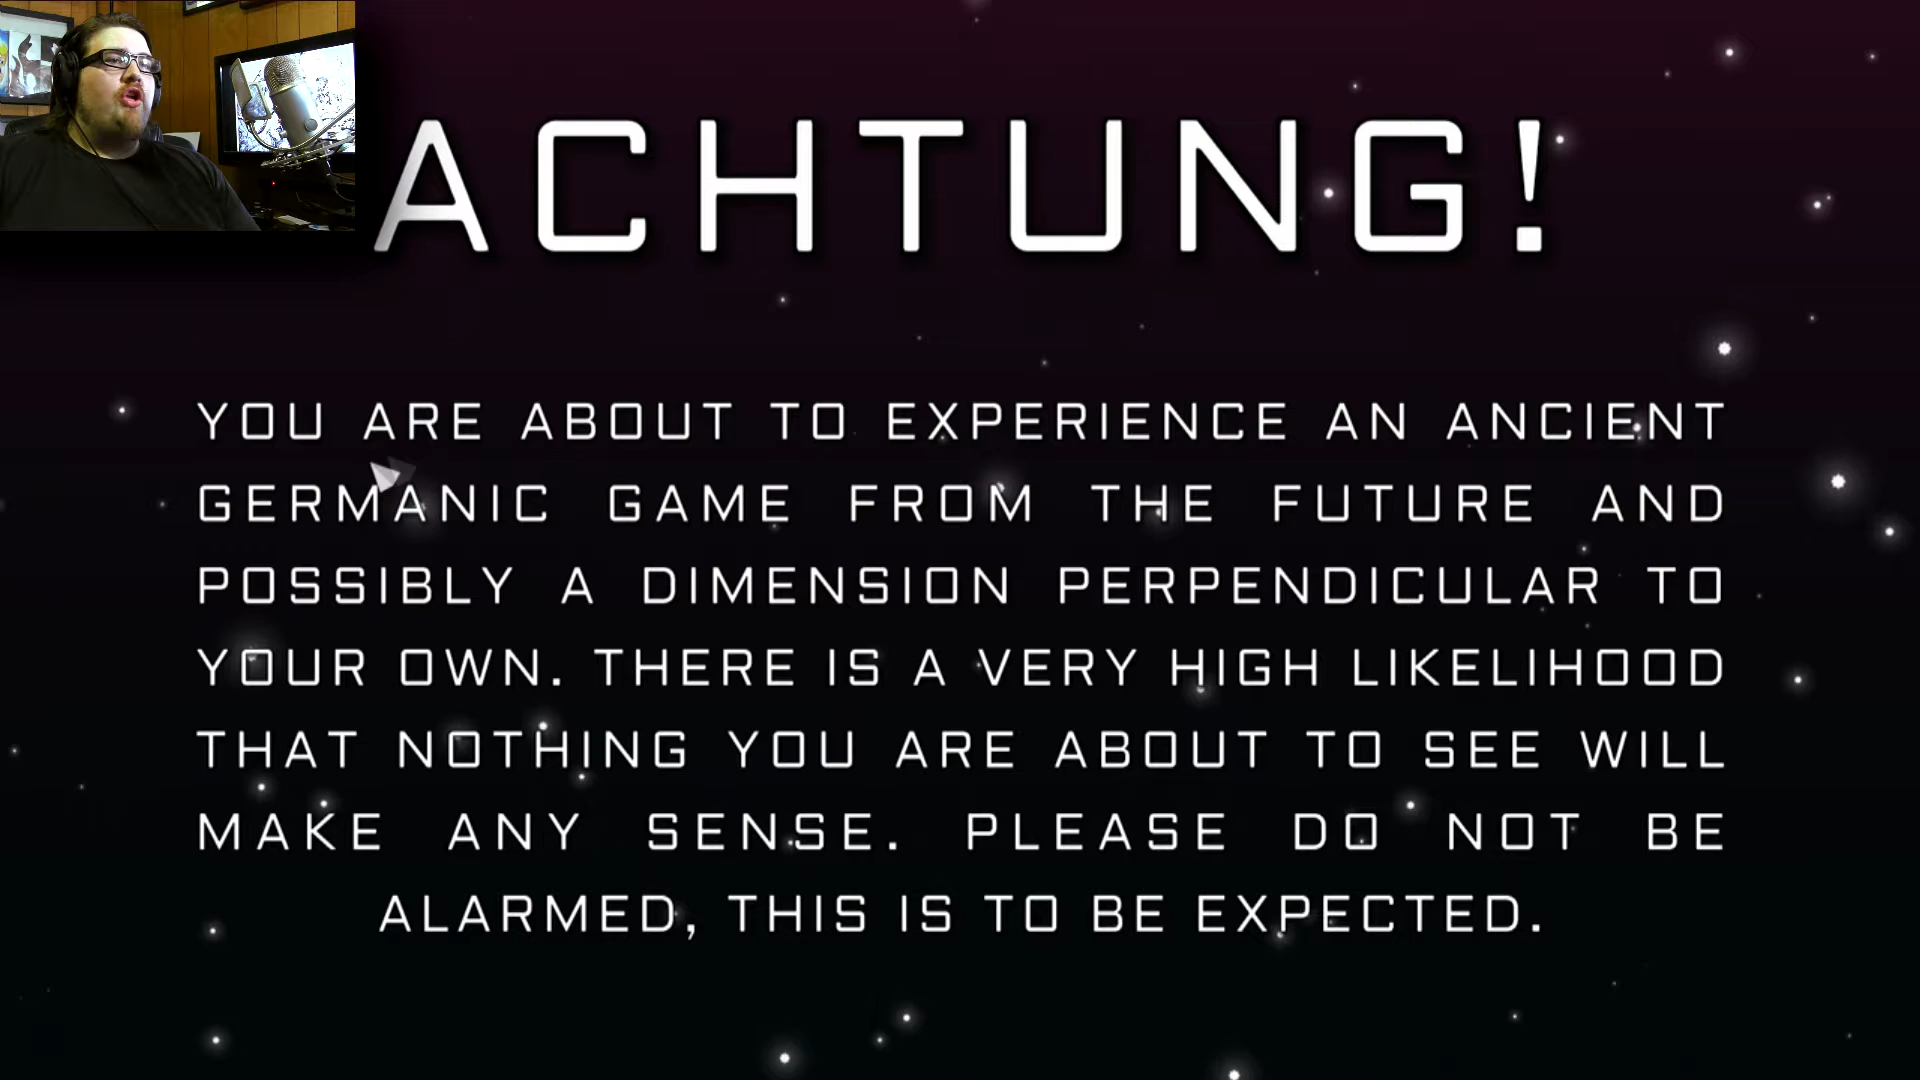 ACHTUNG!
YOU ARE ABOUT TO EXPERIENCE AN ANCIENT
GERMANIC GAME FROM THE FUTURE AND
POSSIBLY A DIMENSION PERPENDICULAR TO
YOUR OWN. THERE IS A VERY HIGH LIKELIHOOD
THAT NOTHING YOU ARE ABOUT TO SEE WILL
MAKE ANY SENSE. PLEASE DO NOT BE
ALARMED, THIS IS TO BE EXPECTED.